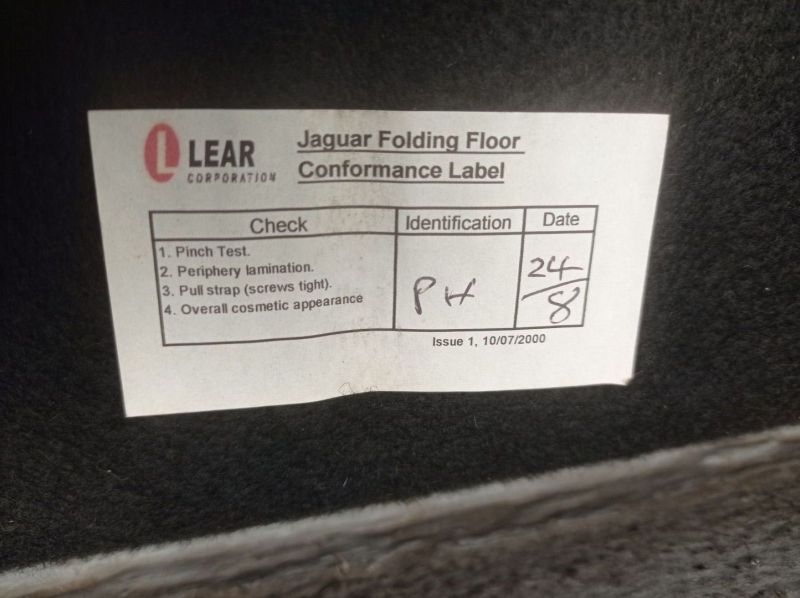 LEAR
CORPORATION
Jaguar Folding Floor
Conformance Label
Check Identification Date
1. Pinch Test.
2. Periphery lamination.
3. Pull strap (screws tight).
4. Overall cosmetic appearance
PH
24
8
Issue 1, 10/07/2000